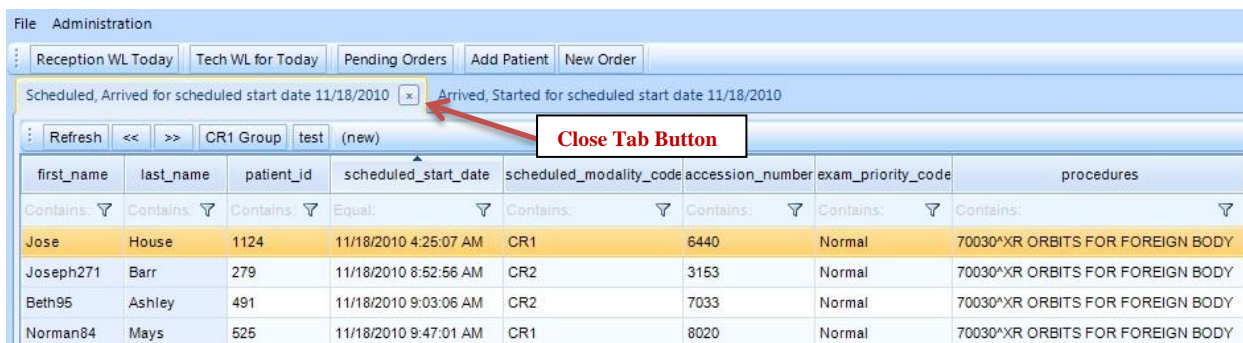 File Administration
Reception WL Today Tech WL for Today Pending Orders Add Patient New Order
Scheduled, Arrived for scheduled start date 11/18/2010 x Arrived, Started for scheduled start date 11/18/2010
Close Tab Button
Refresh << >> CR1 Group test (new)
first_name last_name patient_id scheduled_start_date scheduled_modality_code accession_number exam_priority_code procedures
Contains: Contains: Contains: Equal: Contains: Contains: Contains: Contains:
Jose House 1124 11/18/2010 4:25:07 AM CR1 6440 Normal 70030^XR ORBITS FOR FOREIGN BODY
Joseph271 Barr 279 11/18/2010 8:52:56 AM CR2 3153 Normal 70030^XR ORBITS FOR FOREIGN BODY
Beth95 Ashley 491 11/18/2010 9:03:06 AM CR2 7033 Normal 70030^XR ORBITS FOR FOREIGN BODY
Norman84 Mays 525 11/18/2010 9:47:01 AM CR1 8020 Normal 70030^XR ORBITS FOR FOREIGN BODY